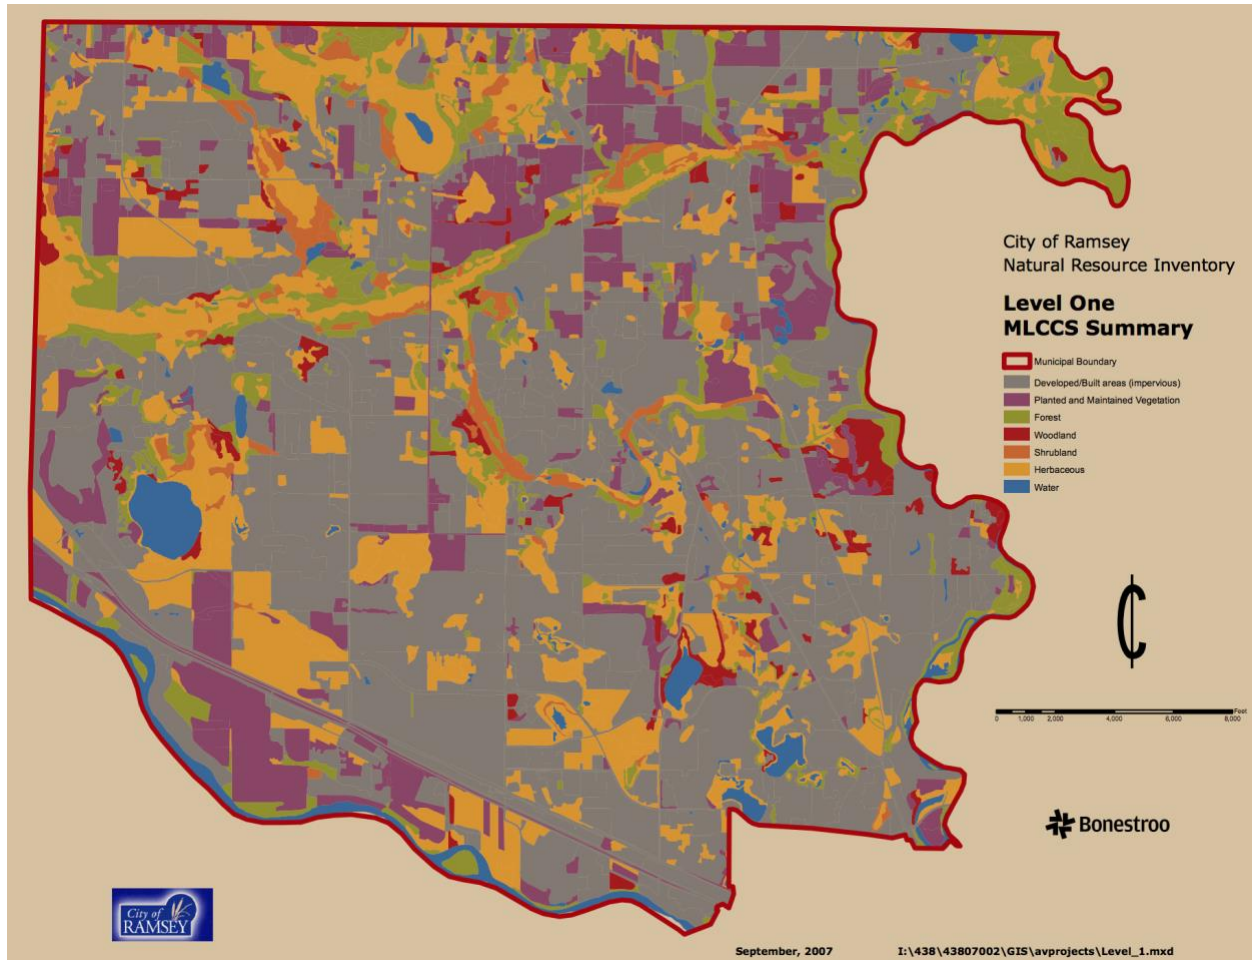 City of Ramsey
Natural Resource Inventory
Level One
MLCCS Summary
Municipal Boundary
Developed/Built areas (impervious)
Planted and Maintained Vegetation
Forest
Woodland
Shrubland
Herbaceous
Water
Feet
0 1,000 2,000 4,000 6,000 8,000
Bonestroo
City of
RAMSEY
September, 2007 I:\438\43807002\GIS\avprojects\Level_1.mxd